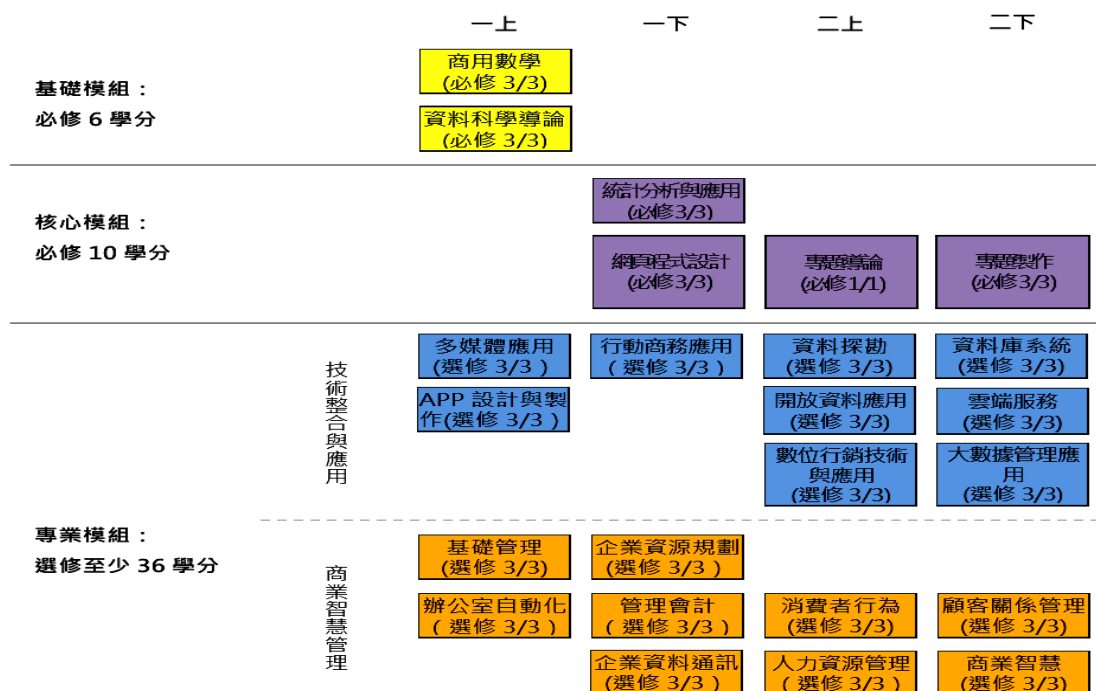 一上 一下 二上 二下
基礎模組：
必修 6 學分
商用數學
(必修 3/3)
資料科學導論
(必修 3/3)
核心模組：
必修 10 學分
統計分析與應用
(必修3/3)
網頁程式設計
(必修3/3)
專題導論
(必修1/1)
專題製作
(必修3/3)
專業模組：
選修至少 36 學分
技術整合與應用
多媒體應用
(選修 3/3 )
行動商務應用
( 選修 3/3 )
資料探勘
(選修 3/3)
資料庫系統
(選修 3/3)
APP 設計與製
作(選修 3/3 )
開放資料應用
(選修 3/3)
雲端服務
(選修 3/3)
數位行銷技術
與應用
(選修 3/3)
大數據管理應
用
(選修 3/3)
商業智慧管理
基礎管理
(選修 3/3)
企業資源規劃
(選修 3/3 )
辦公室自動化
( 選修 3/3 )
管理會計
( 選修 3/3 )
消費者行為
(選修 3/3)
顧客關係管理
(選修 3/3)
企業資料通訊
(選修 3/3 )
人力資源管理
( 選修 3/3 )
商業智慧
(選修 3/3)